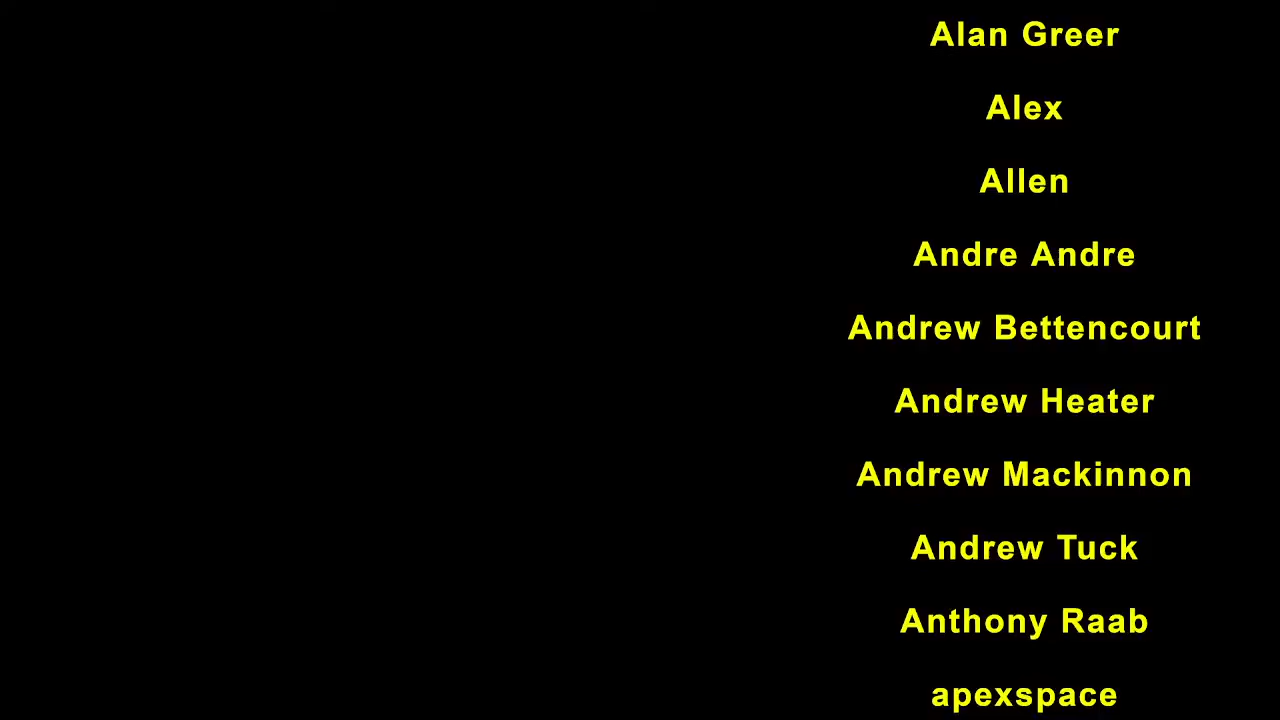 Alan Greer
Alex
Allen
Andre Andre
Andrew Bettencourt
Andrew Heater
Andrew Mackinnon
Andrew Tuck
Anthony Raab
apexspace